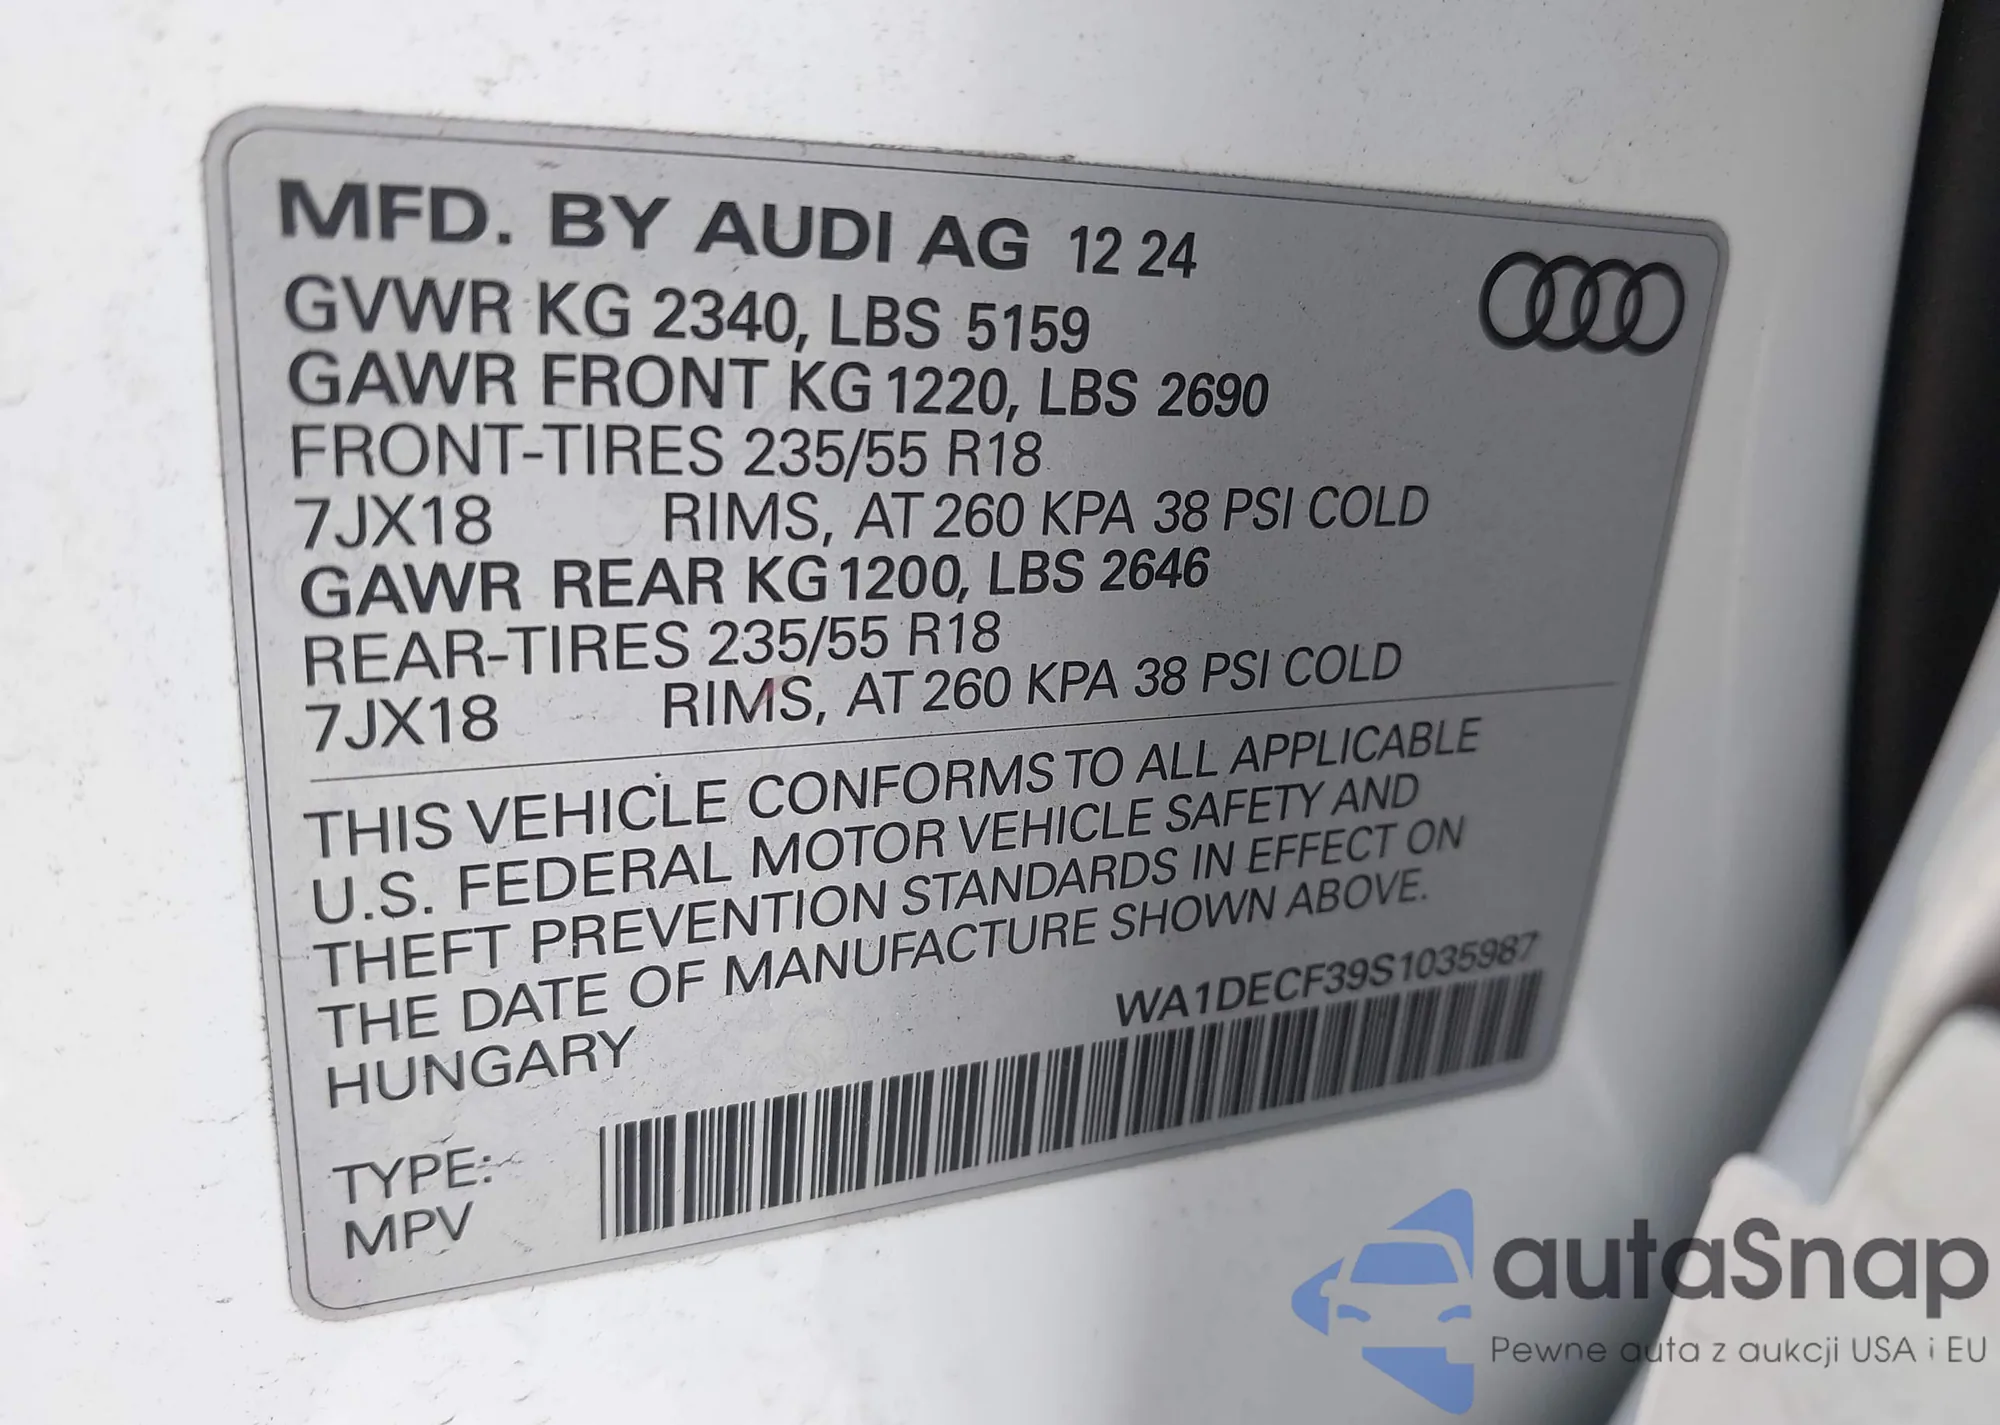 MFD. BY AUDI AG 12 24
GVWR KG 2340, LBS 5159
GAWR FRONT KG 1220, LBS 2690
FRONT-TIRES 235/55 R18
7JX18 RIMS, AT 260 KPA 38 PSI COLD
GAWR REAR KG 1200, LBS 2646
REAR-TIRES 235/55 R18
7JX18 RIMS, AT 260 KPA 38 PSI COLD
THIS VEHICLE CONFORMS TO ALL APPLICABLE
U.S. FEDERAL MOTOR VEHICLE SAFETY AND
THEFT PREVENTION STANDARDS IN EFFECT ON
THE DATE OF MANUFACTURE SHOWN ABOVE.
HUNGARY
WA1DECF39S1035987
TYPE:
MPV
autaSnap
Pewne auta z aukcji USA i EU